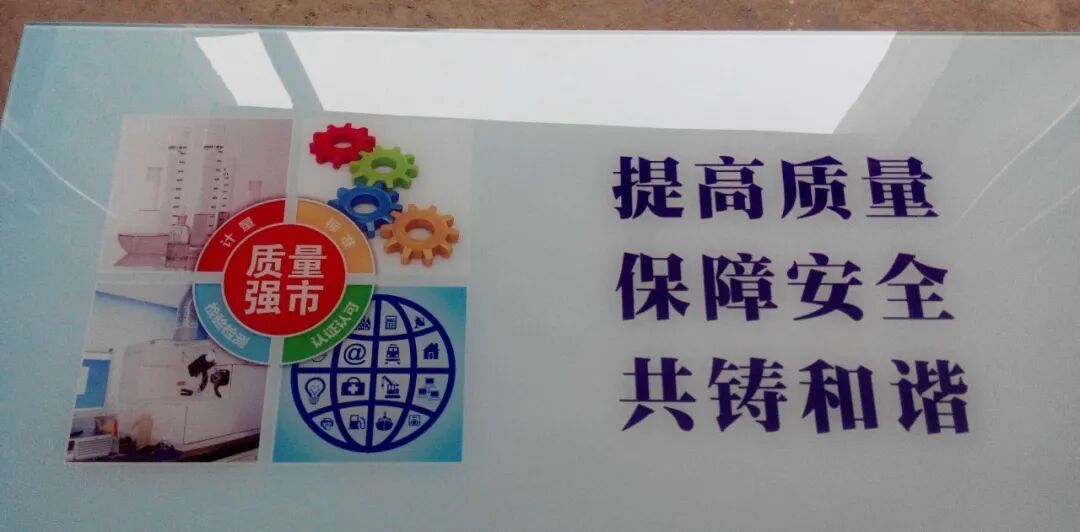 计量
标准
质量
强市
检验检测
认证认可
提高质量
保障安全
共铸和谐